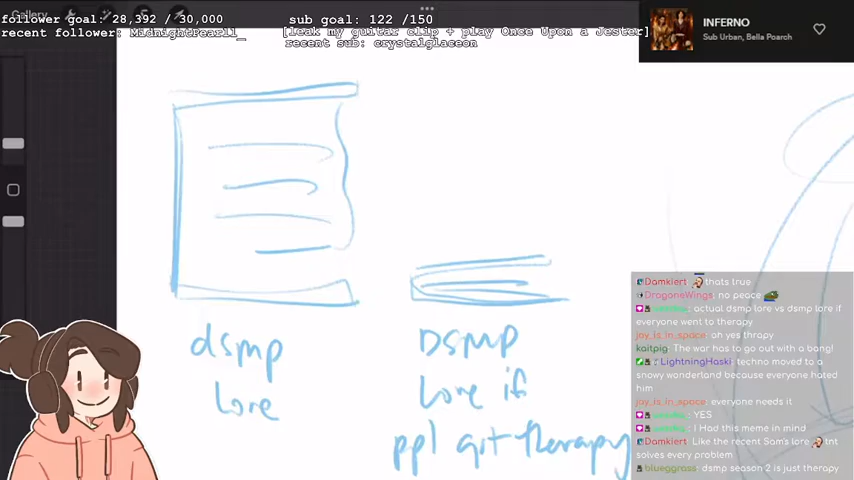 Gallery
follower goal: 28,392 / 30,000
sub goal: 122 /150
recent follower: MidnightPearll_
[leak my guitar clip + play Once Upon a Jester]
recent sub: crystalglaceon
INFERNO
Sub Urban, Bella Poarch
dsmp
lore
DSMP
Lore if
ppl got therapy
Damkiert thats true
DragoneWings: no peace
: actual dsmp lore vs dsmp lore if
everyone went to therapy
jay_is_in_space: oh yes thrapy
kaitpig: The war has to go out with a bang!
: LightningHaski: techno moved to a
snowy wonderland because everyone hated
him
jay_is_in_space: everyone needs it
: YES
: I Had this meme in mind
Damkiert: Like the recent Sam's lore tnt
solves every problem
blueggrass: dsmp season 2 is just therapy